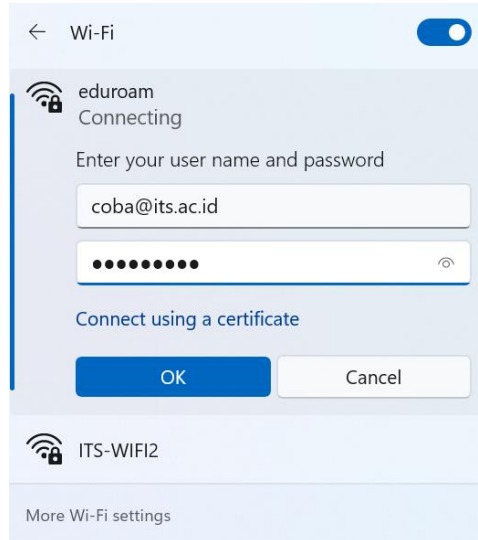 Wi-Fi
eduroam
Connecting
Enter your user name and password
coba@its.ac.id
●●●●●●●●●
Connect using a certificate
OK
Cancel
ITS-WIFI2
More Wi-Fi settings